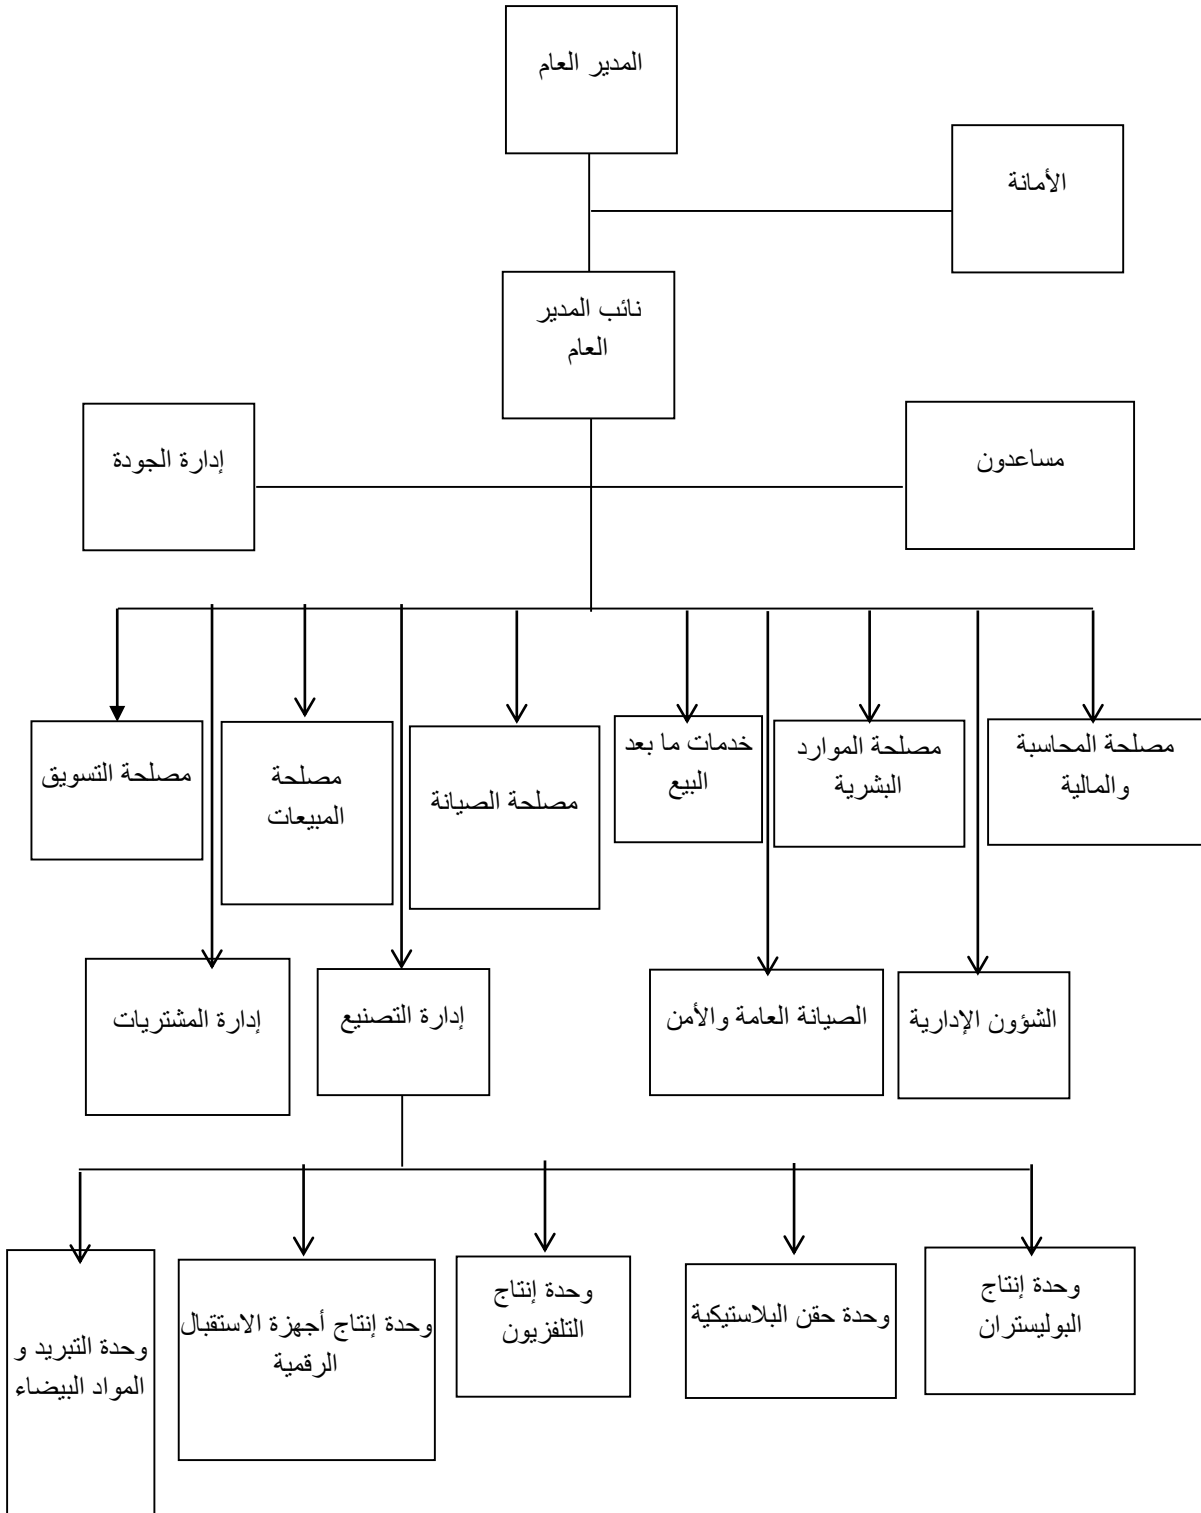 المدير العام
الأمانة
نائب المدير
العام
مساعدون
إدارة الجودة
مصلحة المحاسبة
والمالية
مصلحة الموارد
البشرية
خدمات ما بعد
البيع
مصلحة الصيانة
مصلحة
المبيعات
مصلحة التسويق
الشؤون الإدارية
الصيانة العامة والأمن
إدارة التصنيع
إدارة المشتريات
وحدة إنتاج
البوليستران
وحدة حقن البلاستيكية
وحدة إنتاج
التلفزيون
وحدة إنتاج أجهزة الاستقبال
الرقمية
وحدة التبريد و
المواد البيضاء